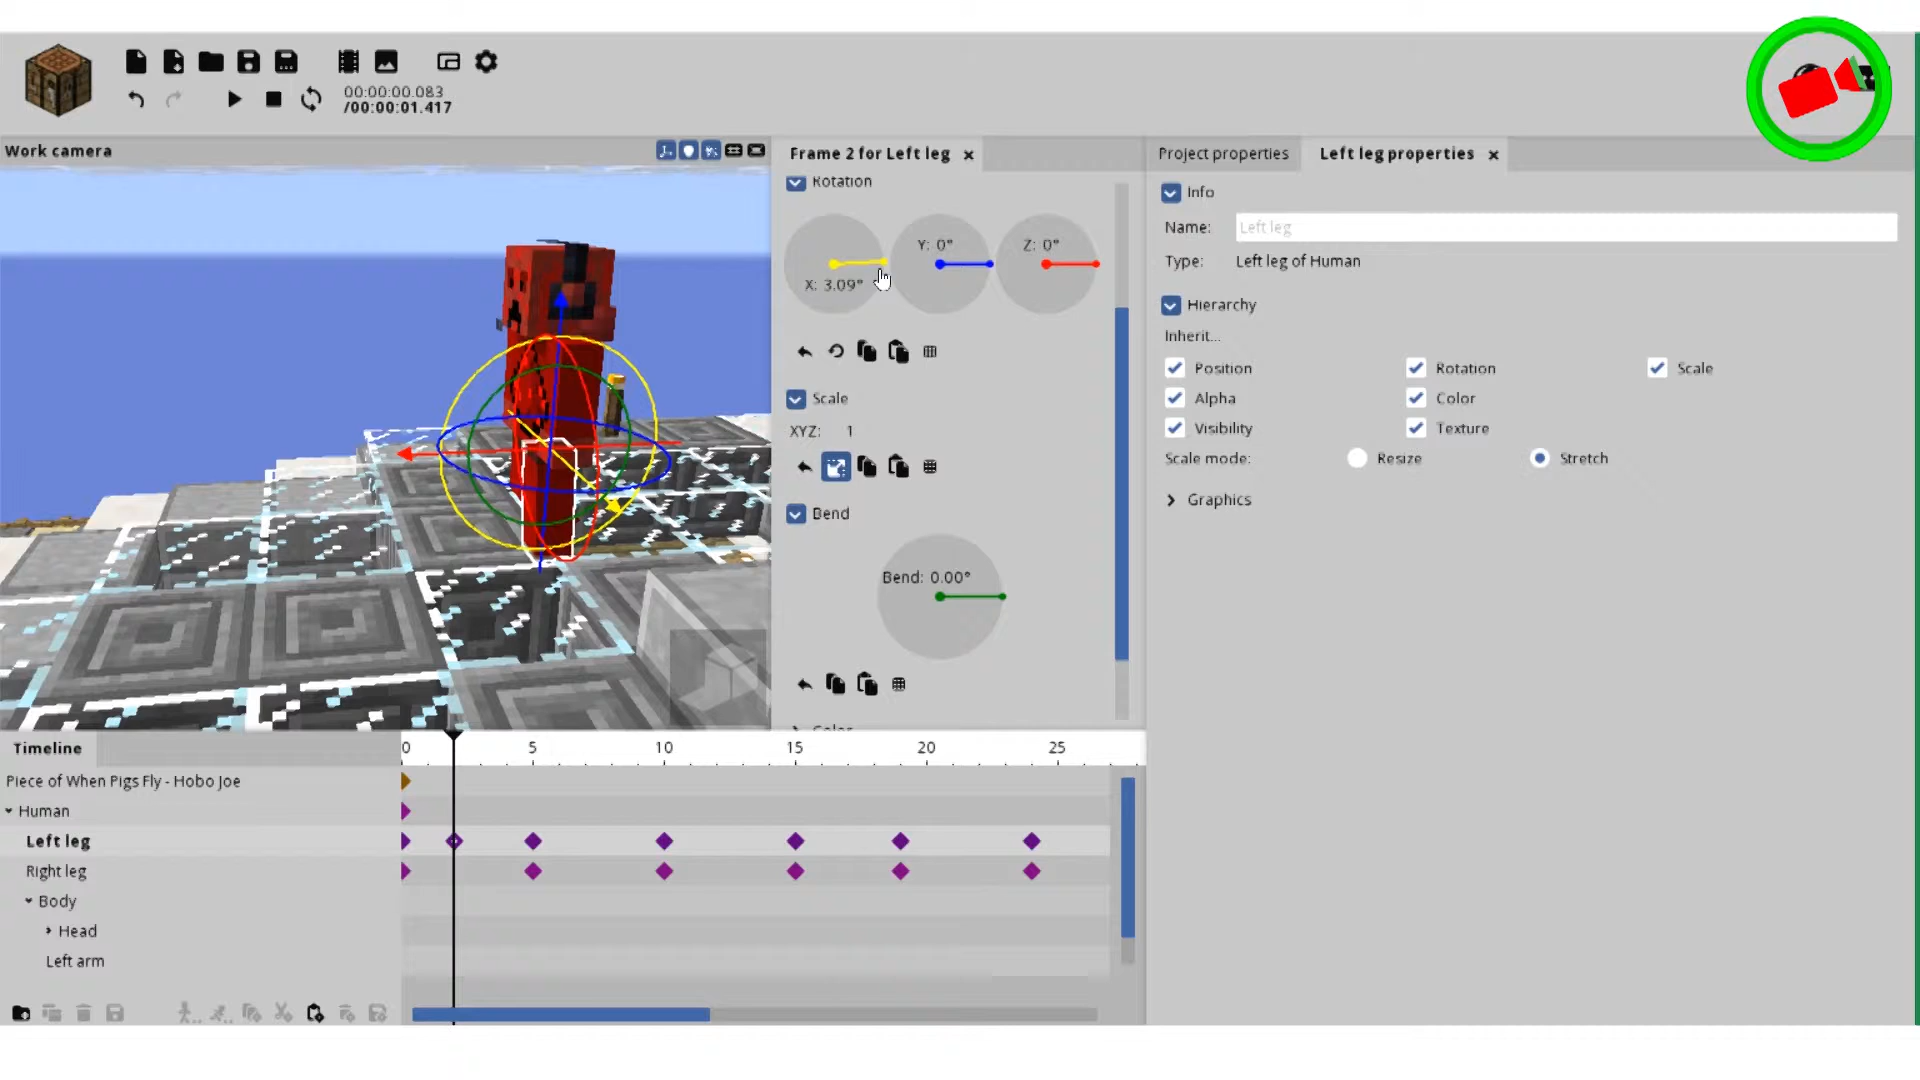 00:00:00.083
/00:00:01.417
Work camera
Frame 2 for Left leg
Project properties
Left leg properties
Rotation
X: 3.09°
Y: 0°
Z: 0°
Scale
XYZ: 1
Bend
Bend: 0.00°
Color
Info
Name: Left leg
Type: Left leg of Human
Hierarchy
Inherit...
Position Rotation Scale
Alpha Color
Visibility Texture
Scale mode: Resize Stretch
Graphics
Timeline
0 5 10 15 20 25
Piece of When Pigs Fly - Hobo Joe
Human
Left leg
Right leg
Body
Head
Left arm